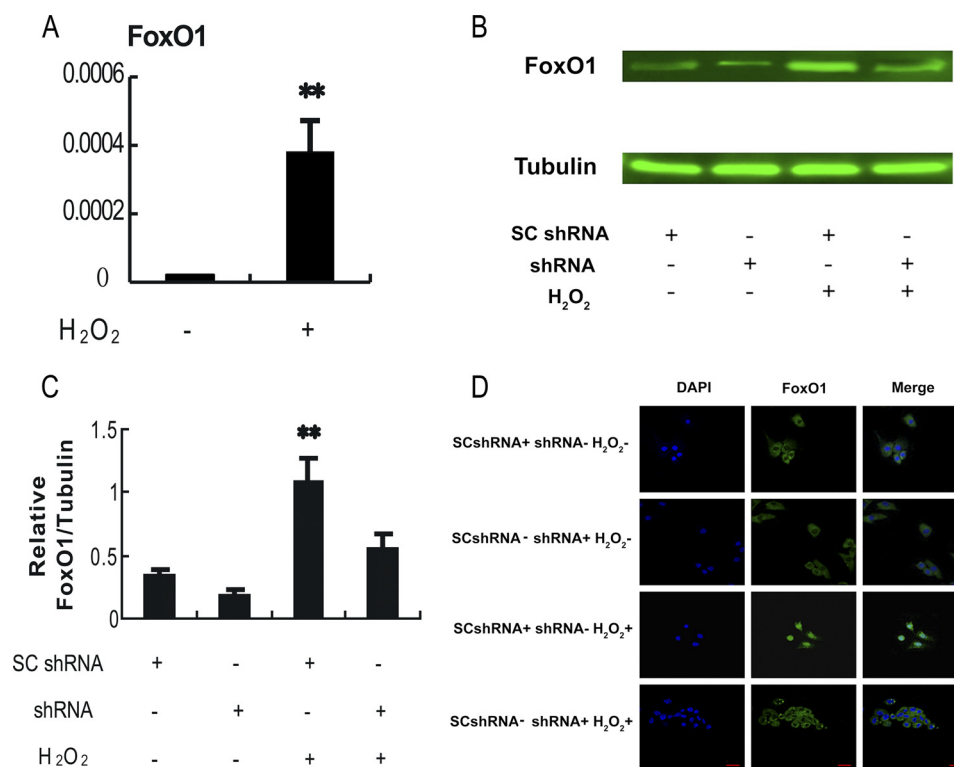 A
FoxO1
0.0006
0.0004
0.0002
0
**
H₂O₂ - +
B
FoxO1
Tubulin
SC shRNA + - + -
shRNA - + - +
H₂O₂ - - + +
C
Relative
FoxO1/Tubulin
1.5
1
0.5
0
**
SC shRNA + - + -
shRNA - + - +
H₂O₂ - - + +
D
DAPI FoxO1 Merge
SCshRNA+ shRNA- H₂O₂-
SCshRNA- shRNA+ H₂O₂-
SCshRNA+ shRNA- H₂O₂+
SCshRNA- shRNA+ H₂O₂+